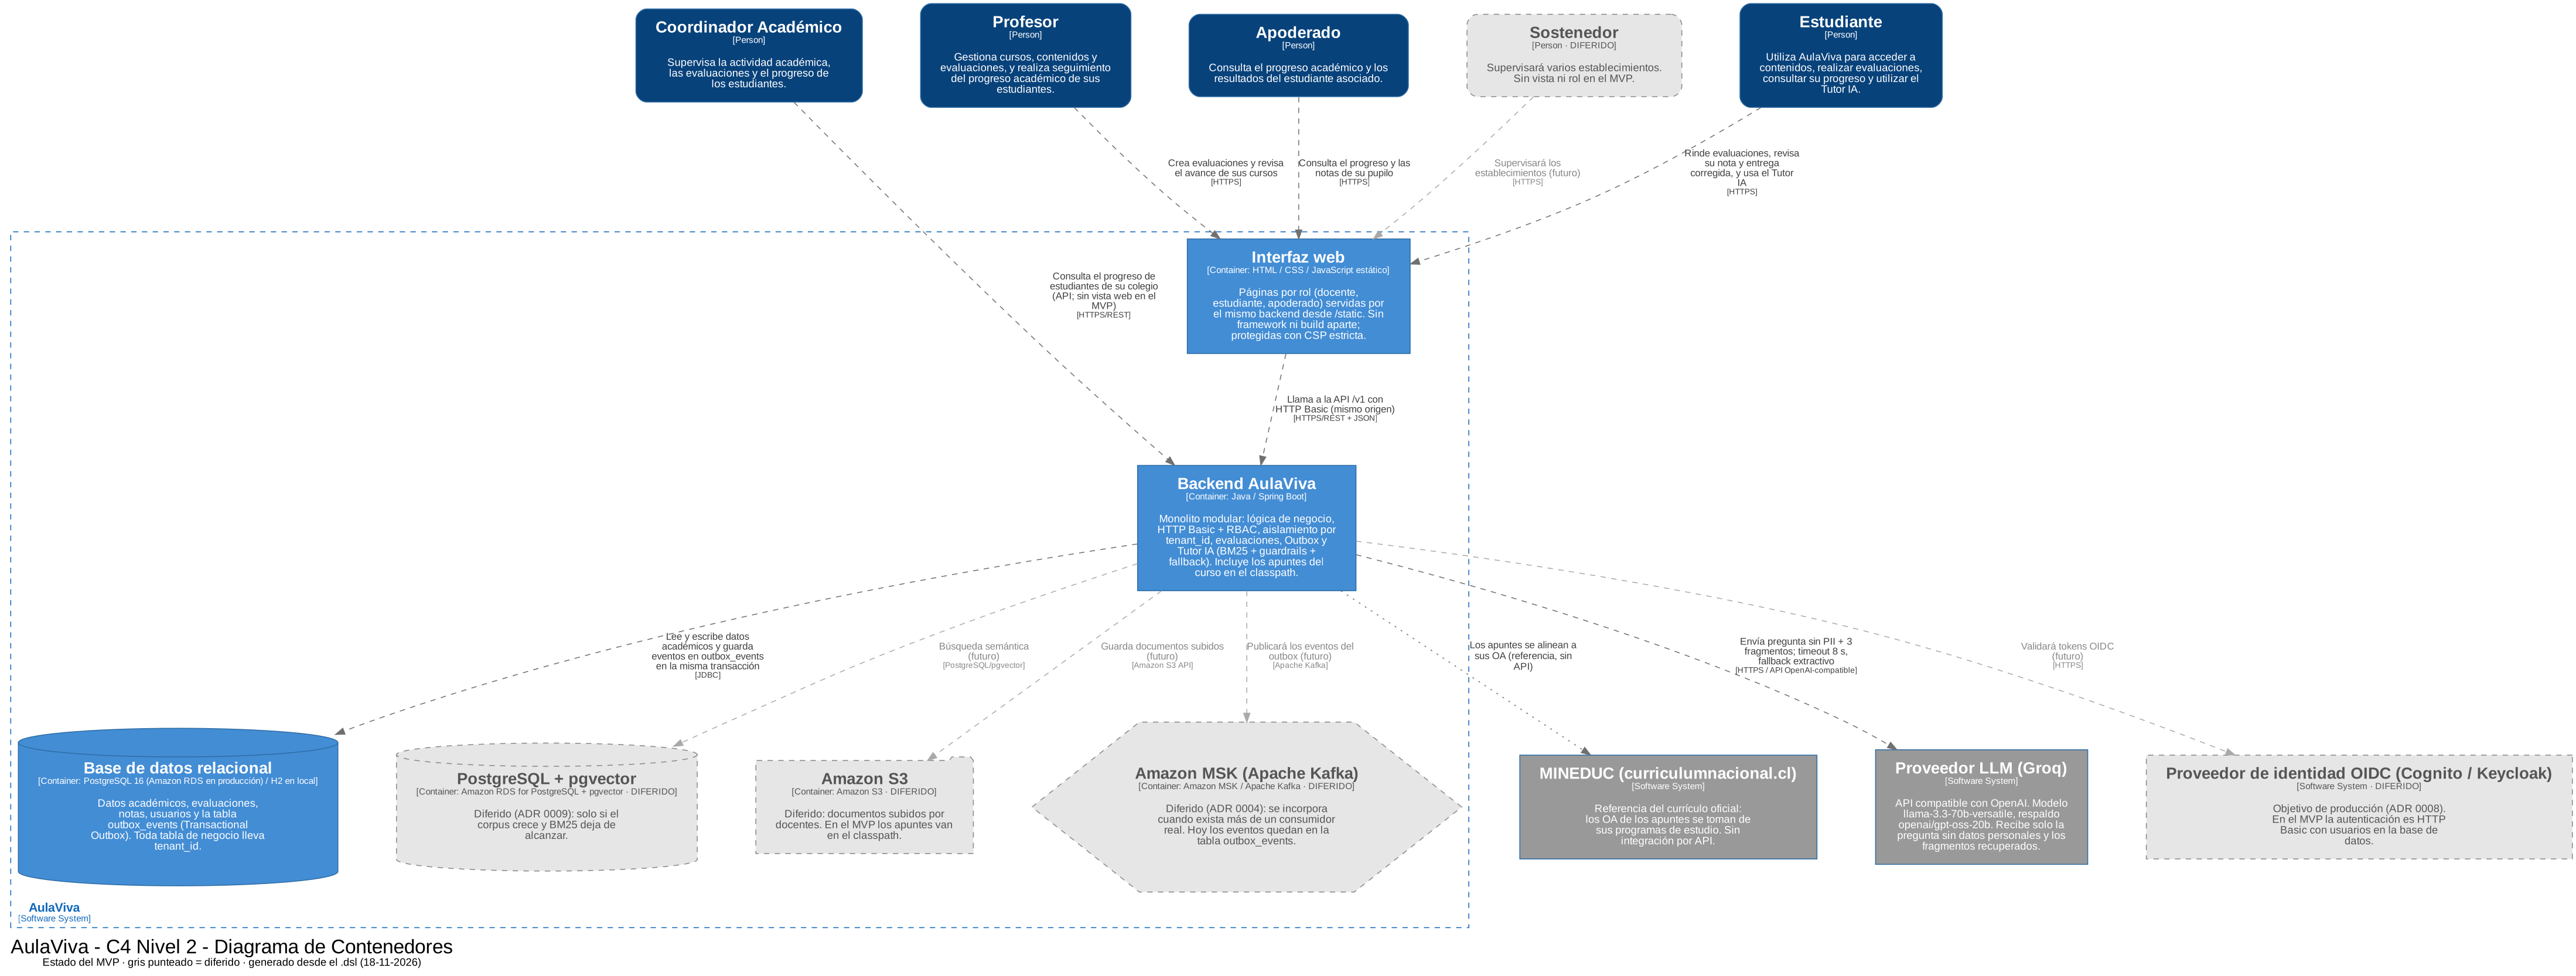 Coordinador Académico
[Person]
Supervisa la actividad académica,
las evaluaciones y el progreso de
los estudiantes.
Profesor
[Person]
Gestiona cursos, contenidos y
evaluaciones, y realiza seguimiento
del progreso académico de sus
estudiantes.
Apoderado
[Person]
Consulta el progreso académico y los
resultados del estudiante asociado.
Sostenedor
[Person · DIFERIDO]
Supervisará varios establecimientos.
Sin vista ni rol en el MVP.
Estudiante
[Person]
Utiliza AulaViva para acceder a
contenidos, realizar evaluaciones,
consultar su progreso y utilizar el
Tutor IA.
Crea evaluaciones y revisa
el avance de sus cursos
[HTTPS]
Consulta el progreso y las
notas de su pupilo
[HTTPS]
Supervisará los
establecimientos (futuro)
[HTTPS]
Rinde evaluaciones, revisa
su nota y entrega
corregida, y usa el Tutor
IA
[HTTPS]
Consulta el progreso de
estudiantes de su colegio
(API; sin vista web en el
MVP)
[HTTPS/REST]
Interfaz web
[Container: HTML / CSS / JavaScript estático]
Páginas por rol (docente,
estudiante, apoderado) servidas por
el mismo backend desde /static. Sin
framework ni build aparte;
protegidas con CSP estricta.
Llama a la API /v1 con
HTTP Basic (mismo origen)
[HTTPS/REST + JSON]
Backend AulaViva
[Container: Java / Spring Boot]
Monolito modular: lógica de negocio,
HTTP Basic + RBAC, aislamiento por
tenant_id, evaluaciones, Outbox y
Tutor IA (BM25 + guardrails +
fallback). Incluye los apuntes del
curso en el classpath.
Lee y escribe datos
académicos y guarda
eventos en outbox_events
en la misma transacción
[JDBC]
Búsqueda semántica
(futuro)
[PostgreSQL/pgvector]
Guarda documentos subidos
(futuro)
[Amazon S3 API]
Publicará los eventos del
outbox (futuro)
[Apache Kafka]
Los apuntes se alinean a
sus OA (referencia, sin
API)
Envía pregunta sin PII + 3
fragmentos; timeout 8 s,
fallback extractivo
[HTTPS / API OpenAI-compatible]
Validará tokens OIDC
(futuro)
[HTTPS]
Base de datos relacional
[Container: PostgreSQL 16 (Amazon RDS en producción) / H2 en local]
Datos académicos, evaluaciones,
notas, usuarios y la tabla
outbox_events (Transactional
Outbox). Toda tabla de negocio lleva
tenant_id.
PostgreSQL + pgvector
[Container: Amazon RDS for PostgreSQL + pgvector · DIFERIDO]
Diferido (ADR 0009): solo si el
corpus crece y BM25 deja de
alcanzar.
Amazon S3
[Container: Amazon S3 · DIFERIDO]
Diferido: documentos subidos por
docentes. En el MVP los apuntes van
en el classpath.
Amazon MSK (Apache Kafka)
[Container: Amazon MSK / Apache Kafka · DIFERIDO]
Diferido (ADR 0004): se incorpora
cuando exista más de un consumidor
real. Hoy los eventos quedan en la
tabla outbox_events.
MINEDUC (curriculumnacional.cl)
[Software System]
Referencia del currículo oficial:
los OA de los apuntes se toman de
sus programas de estudio. Sin
integración por API.
Proveedor LLM (Groq)
[Software System]
API compatible con OpenAI. Modelo
llama-3.3-70b-versatile, respaldo
openai/gpt-oss-20b. Recibe solo la
pregunta sin datos personales y los
fragmentos recuperados.
Proveedor de identidad OIDC (Cognito / Keycloak)
[Software System · DIFERIDO]
Objetivo de producción (ADR 0008).
En el MVP la autenticación es HTTP
Basic con usuarios en la base de
datos.
AulaViva
[Software System]
AulaViva - C4 Nivel 2 - Diagrama de Contenedores
Estado del MVP · gris punteado = diferido · generado desde el .dsl (18-11-2026)